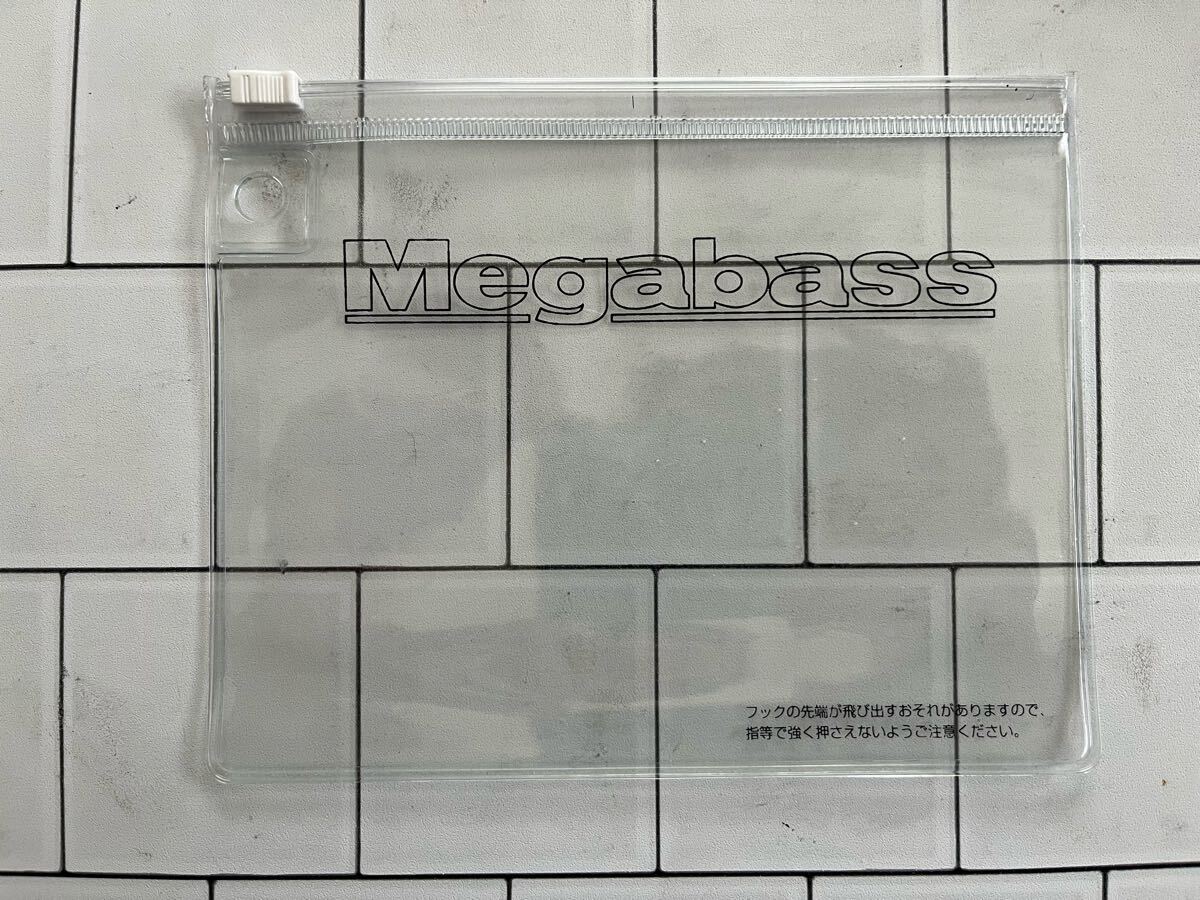 Megabass
フックの先端が飛び出すおそれがありますので、
指等で強く押さえないようご注意ください。